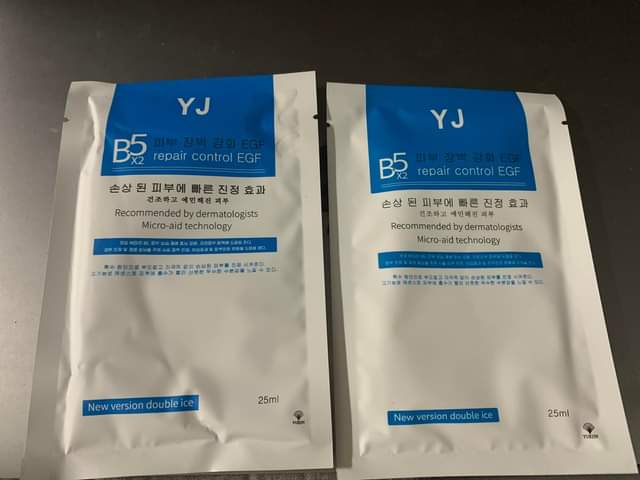 YJ
B5
X2
피부 장벽 강화 EGF
repair control EGF
손상 된 피부에 빠른 진정 효과
건조하고 예민해진 피부
Recommended by dermatologists
Micro-aid technology
New version double ice
25ml
YUEJIN
YJ
B5
X2
피부 장벽 강화 EGF
repair control EGF
손상 된 피부에 빠른 진정 효과
건조하고 예민해진 피부
Recommended by dermatologists
Micro-aid technology
New version double ice
25ml
YUEJIN